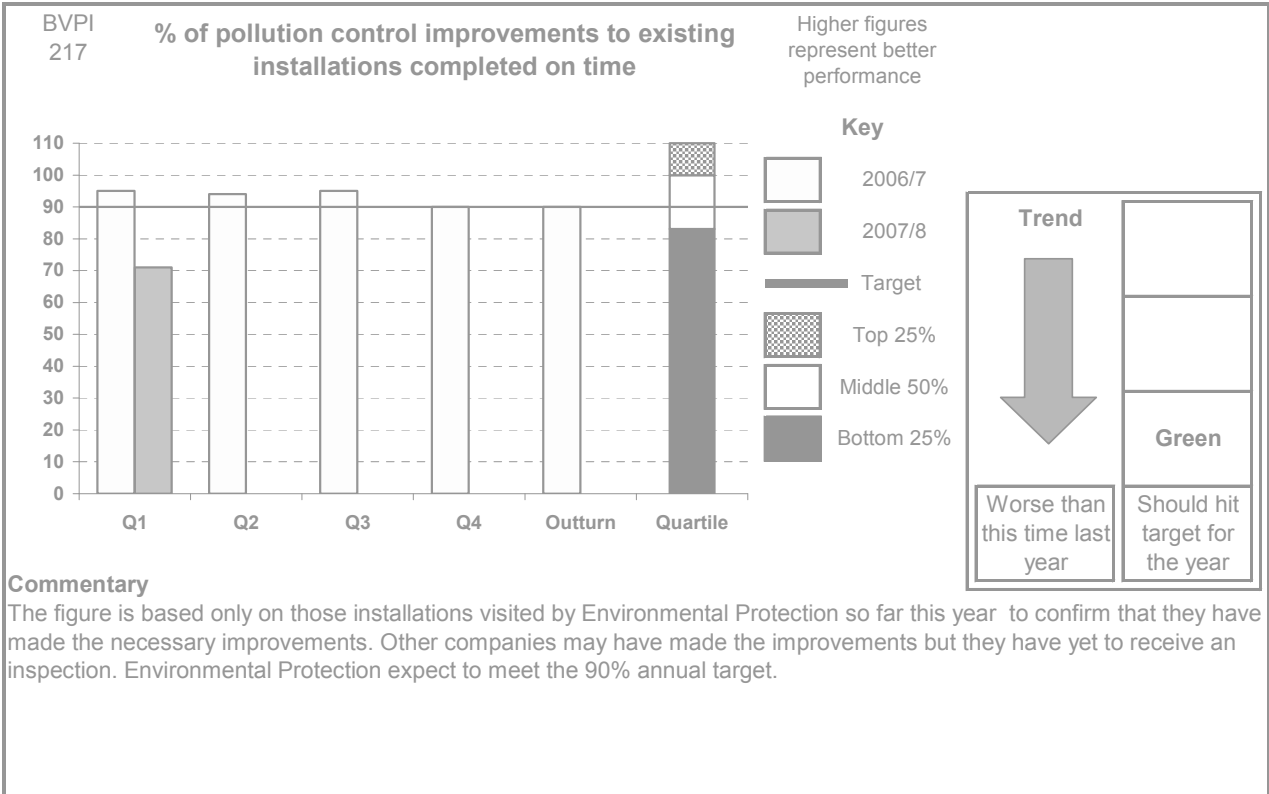 BVPI
217
% of pollution control improvements to existing
installations completed on time
Higher figures
represent better
performance
110
100
90
80
70
60
50
40
30
20
10
0
Q1
Q2
Q3
Q4
Outturn
Quartile
Key
2006/7
2007/8
Target
Top 25%
Middle 50%
Bottom 25%
Trend
Green
Worse than
this time last
year
Should hit
target for
the year
Commentary
The figure is based only on those installations visited by Environmental Protection so far this year  to confirm that they have
made the necessary improvements. Other companies may have made the improvements but they have yet to receive an
inspection. Environmental Protection expect to meet the 90% annual target.